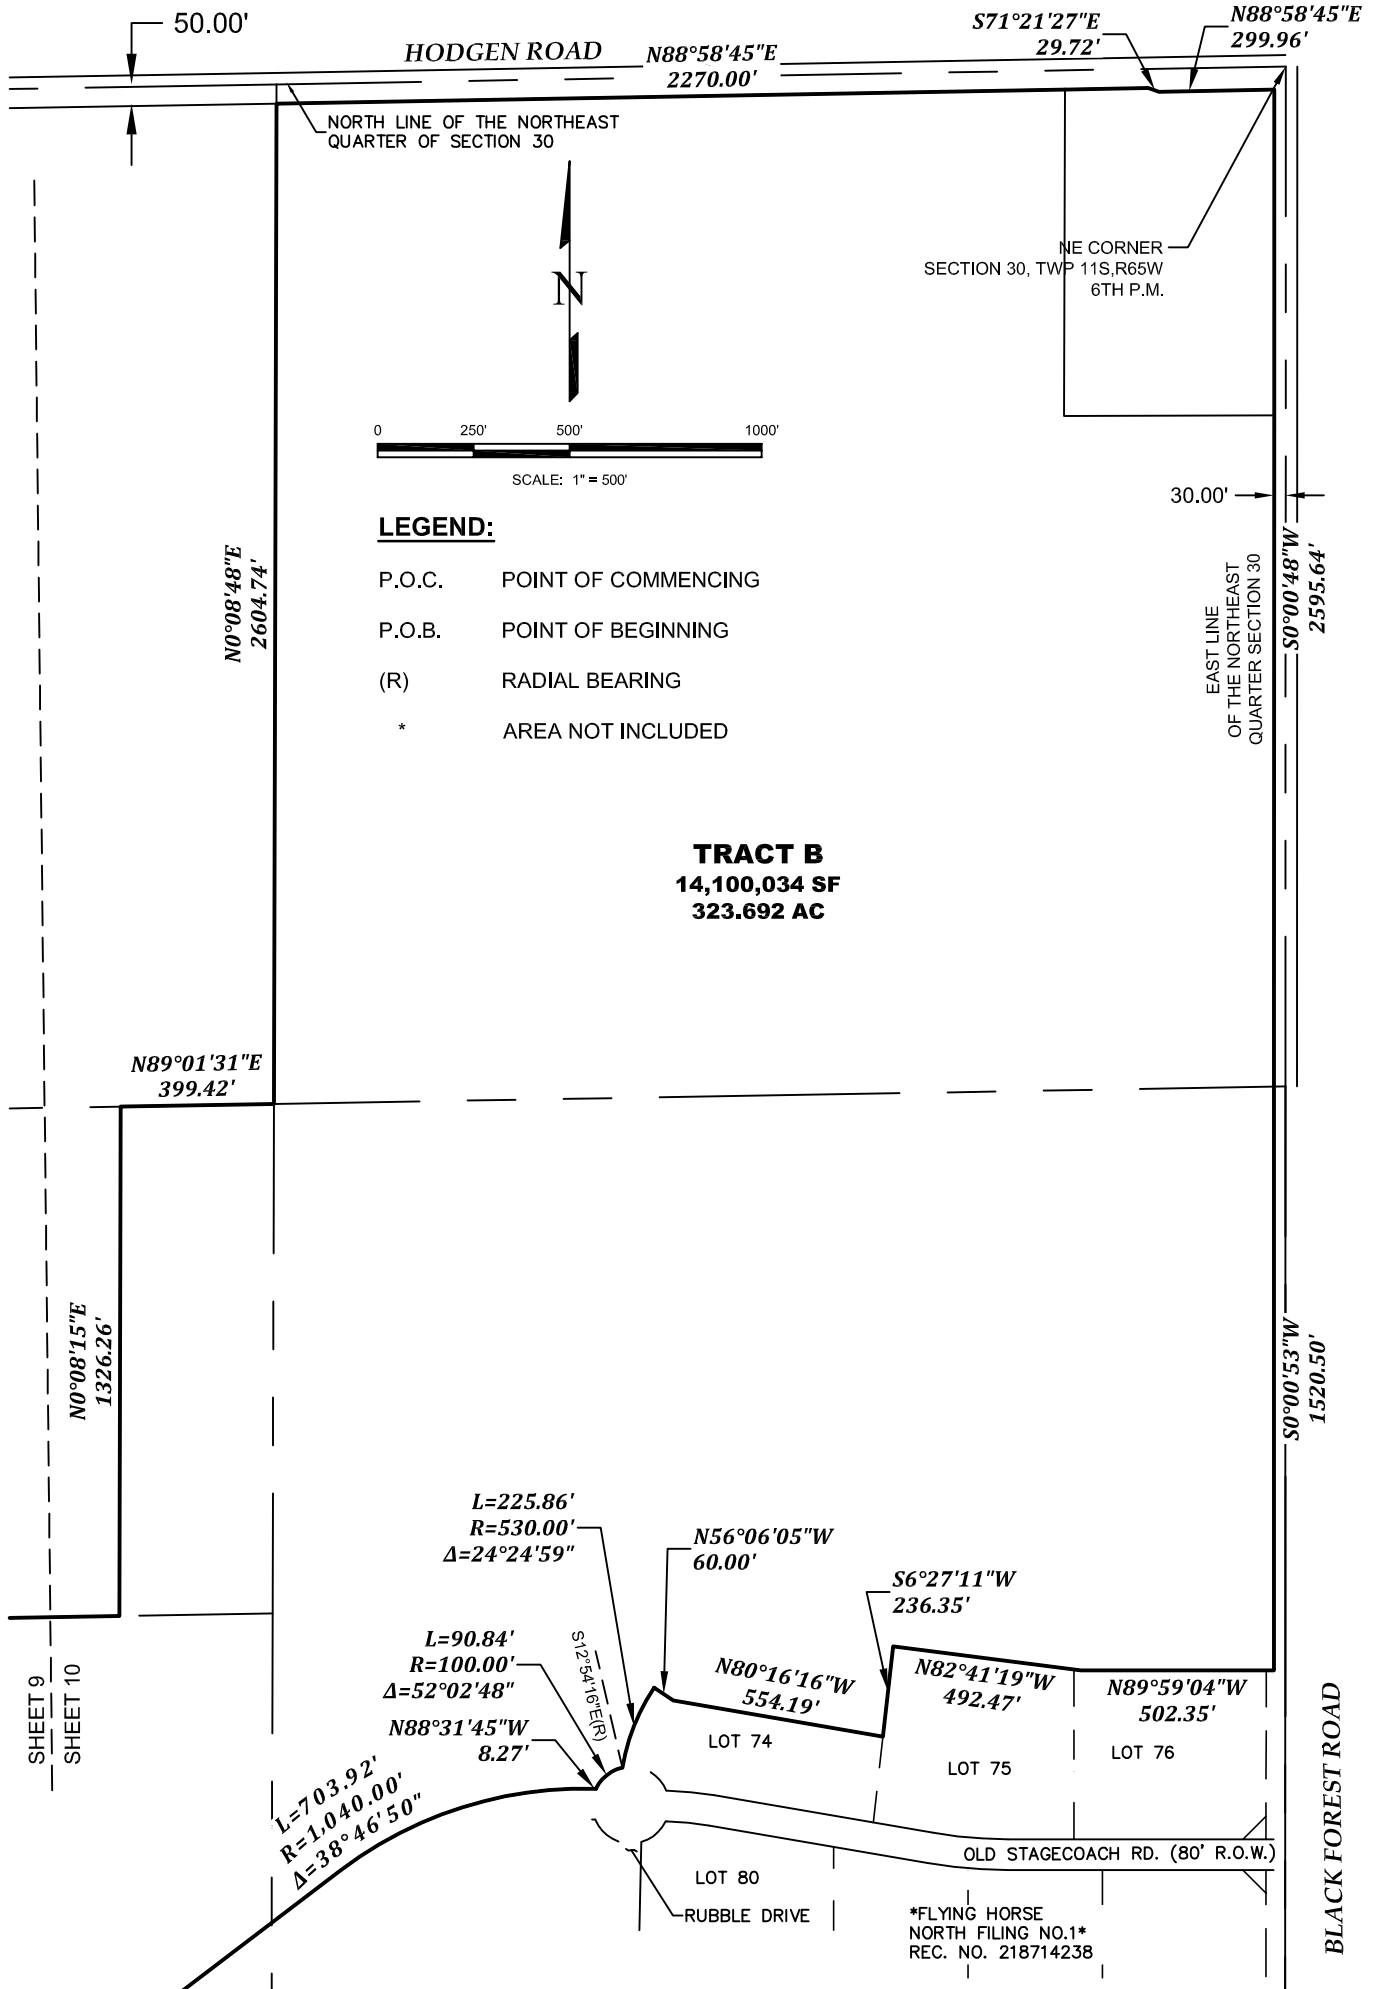 50.00'
HODGEN ROAD
N88°58'45"E
2270.00'
S71°21'27"E
29.72'
N88°58'45"E
299.96'
NORTH LINE OF THE NORTHEAST
QUARTER OF SECTION 30
N
NE CORNER
SECTION 30, TWP 11S,R65W
6TH P.M.
0 250' 500' 1000'
SCALE: 1" = 500'
30.00'
LEGEND:
P.O.C. POINT OF COMMENCING
P.O.B. POINT OF BEGINNING
(R) RADIAL BEARING
* AREA NOT INCLUDED
N0°08'48"E
2604.74'
EAST LINE
OF THE NORTHEAST
QUARTER SECTION 30
S0°00'48"W
2595.64'
TRACT B
14,100,034 SF
323.692 AC
N89°01'31"E
399.42'
N0°08'15"E
1326.26'
S0°00'53"W
1520.50'
L=225.86'
R=530.00'
Δ=24°24'59"
N56°06'05"W
60.00'
S6°27'11"W
236.35'
L=90.84'
R=100.00'
Δ=52°02'48"
S12°54'16"E(R)
N80°16'16"W
554.19'
N82°41'19"W
492.47'
N89°59'04"W
502.35'
N88°31'45"W
8.27'
SHEET 9
SHEET 10
LOT 74
LOT 75
LOT 76
L=703.92'
R=1,040.00'
Δ=38°46'50"
OLD STAGECOACH RD. (80' R.O.W.)
LOT 80
RUBBLE DRIVE
*FLYING HORSE
NORTH FILING NO.1*
REC. NO. 218714238
BLACK FOREST ROAD